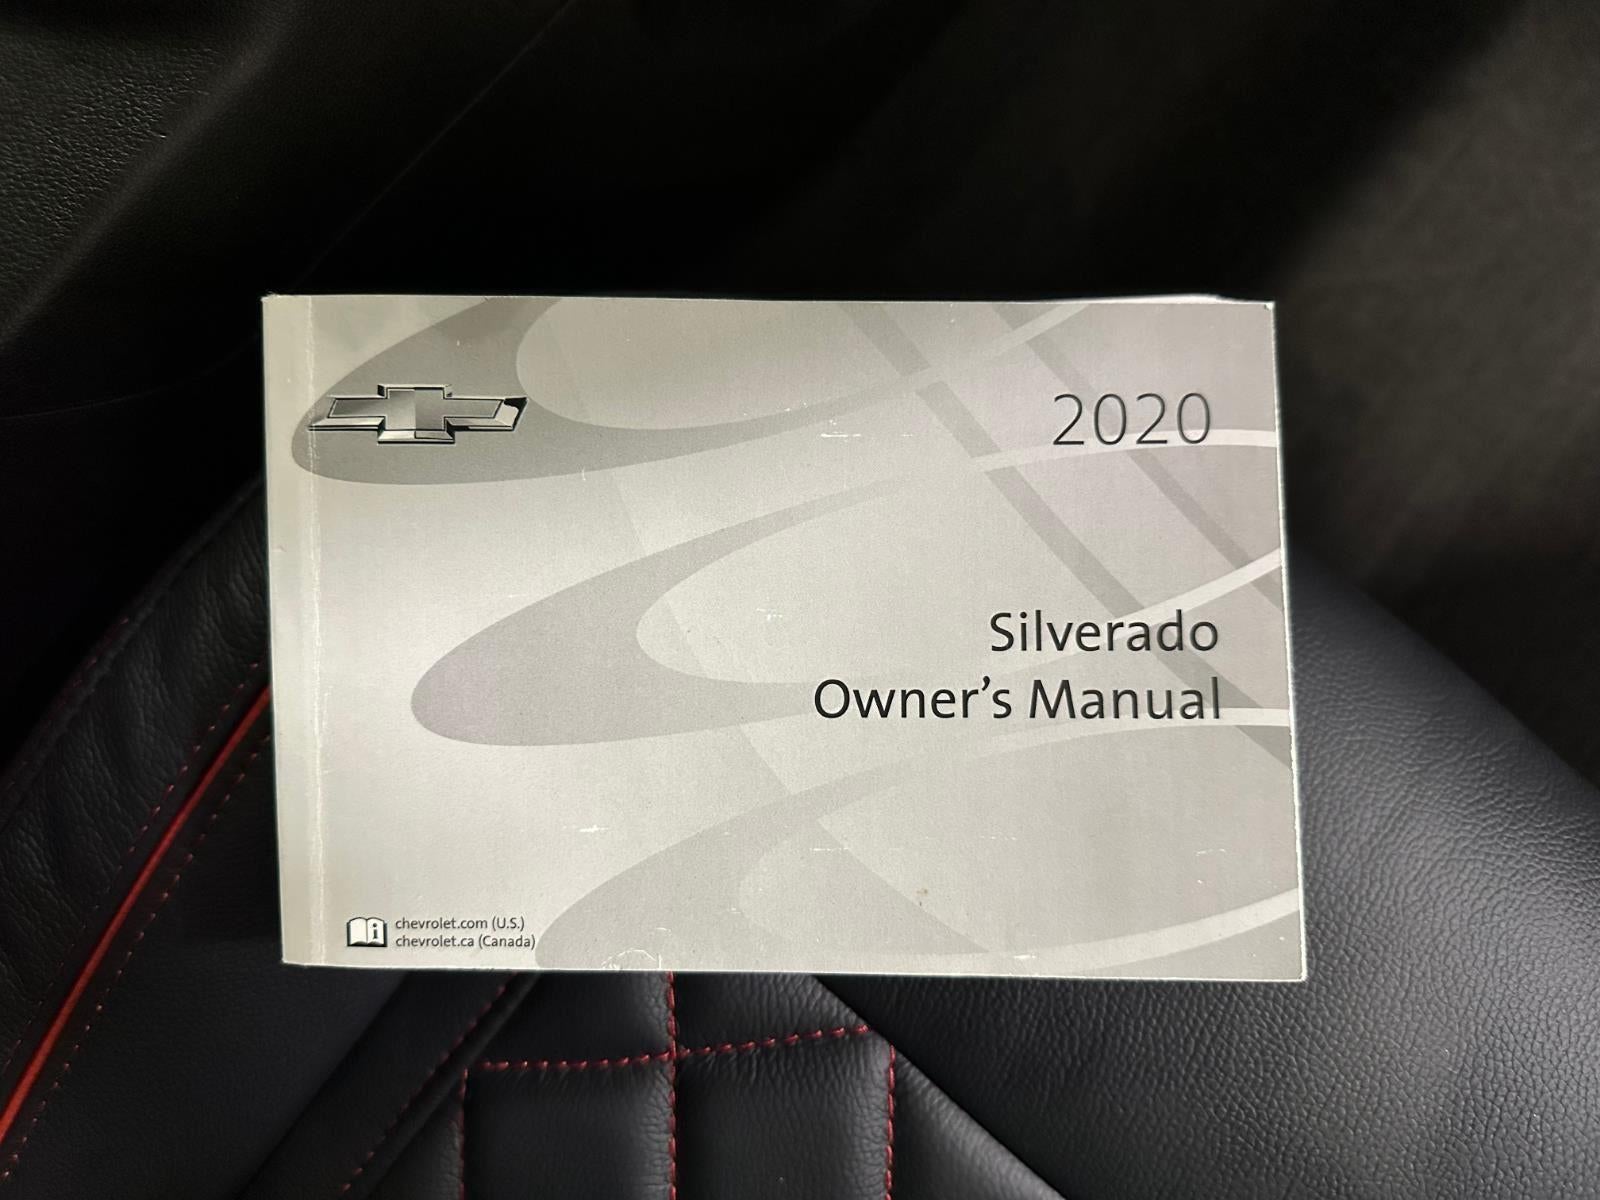 2020
Silverado
Owner’s Manual
chevrolet.com (U.S.)
chevrolet.ca (Canada)